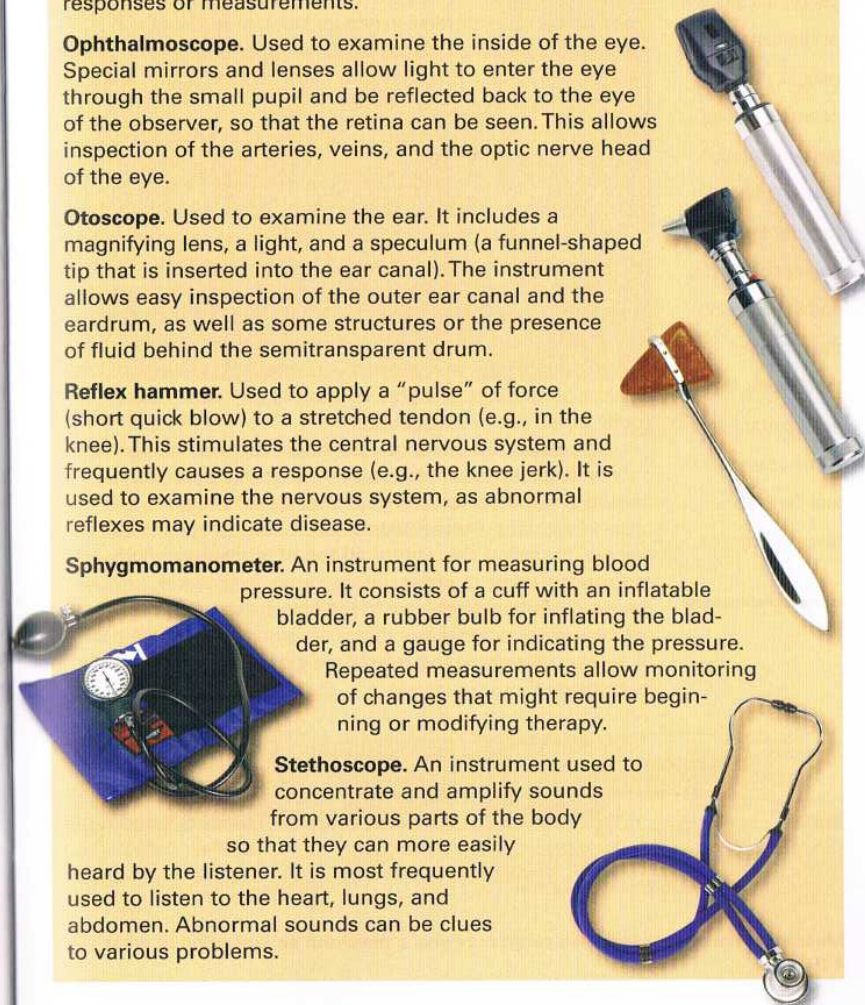 responses or measurements.
Ophthalmoscope. Used to examine the inside of the eye.
Special mirrors and lenses allow light to enter the eye
through the small pupil and be reflected back to the eye
of the observer, so that the retina can be seen. This allows
inspection of the arteries, veins, and the optic nerve head
of the eye.
Otoscope. Used to examine the ear. It includes a
magnifying lens, a light, and a speculum (a funnel-shaped
tip that is inserted into the ear canal). The instrument
allows easy inspection of the outer ear canal and the
eardrum, as well as some structures or the presence
of fluid behind the semitransparent drum.
Reflex hammer. Used to apply a “pulse” of force
(short quick blow) to a stretched tendon (e.g., in the
knee). This stimulates the central nervous system and
frequently causes a response (e.g., the knee jerk). It is
used to examine the nervous system, as abnormal
reflexes may indicate disease.
Sphygmomanometer. An instrument for measuring blood
pressure. It consists of a cuff with an inflatable
bladder, a rubber bulb for inflating the blad-
der, and a gauge for indicating the pressure.
Repeated measurements allow monitoring
of changes that might require begin-
ning or modifying therapy.
Stethoscope. An instrument used to
concentrate and amplify sounds
from various parts of the body
so that they can more easily
heard by the listener. It is most frequently
used to listen to the heart, lungs, and
abdomen. Abnormal sounds can be clues
to various problems.